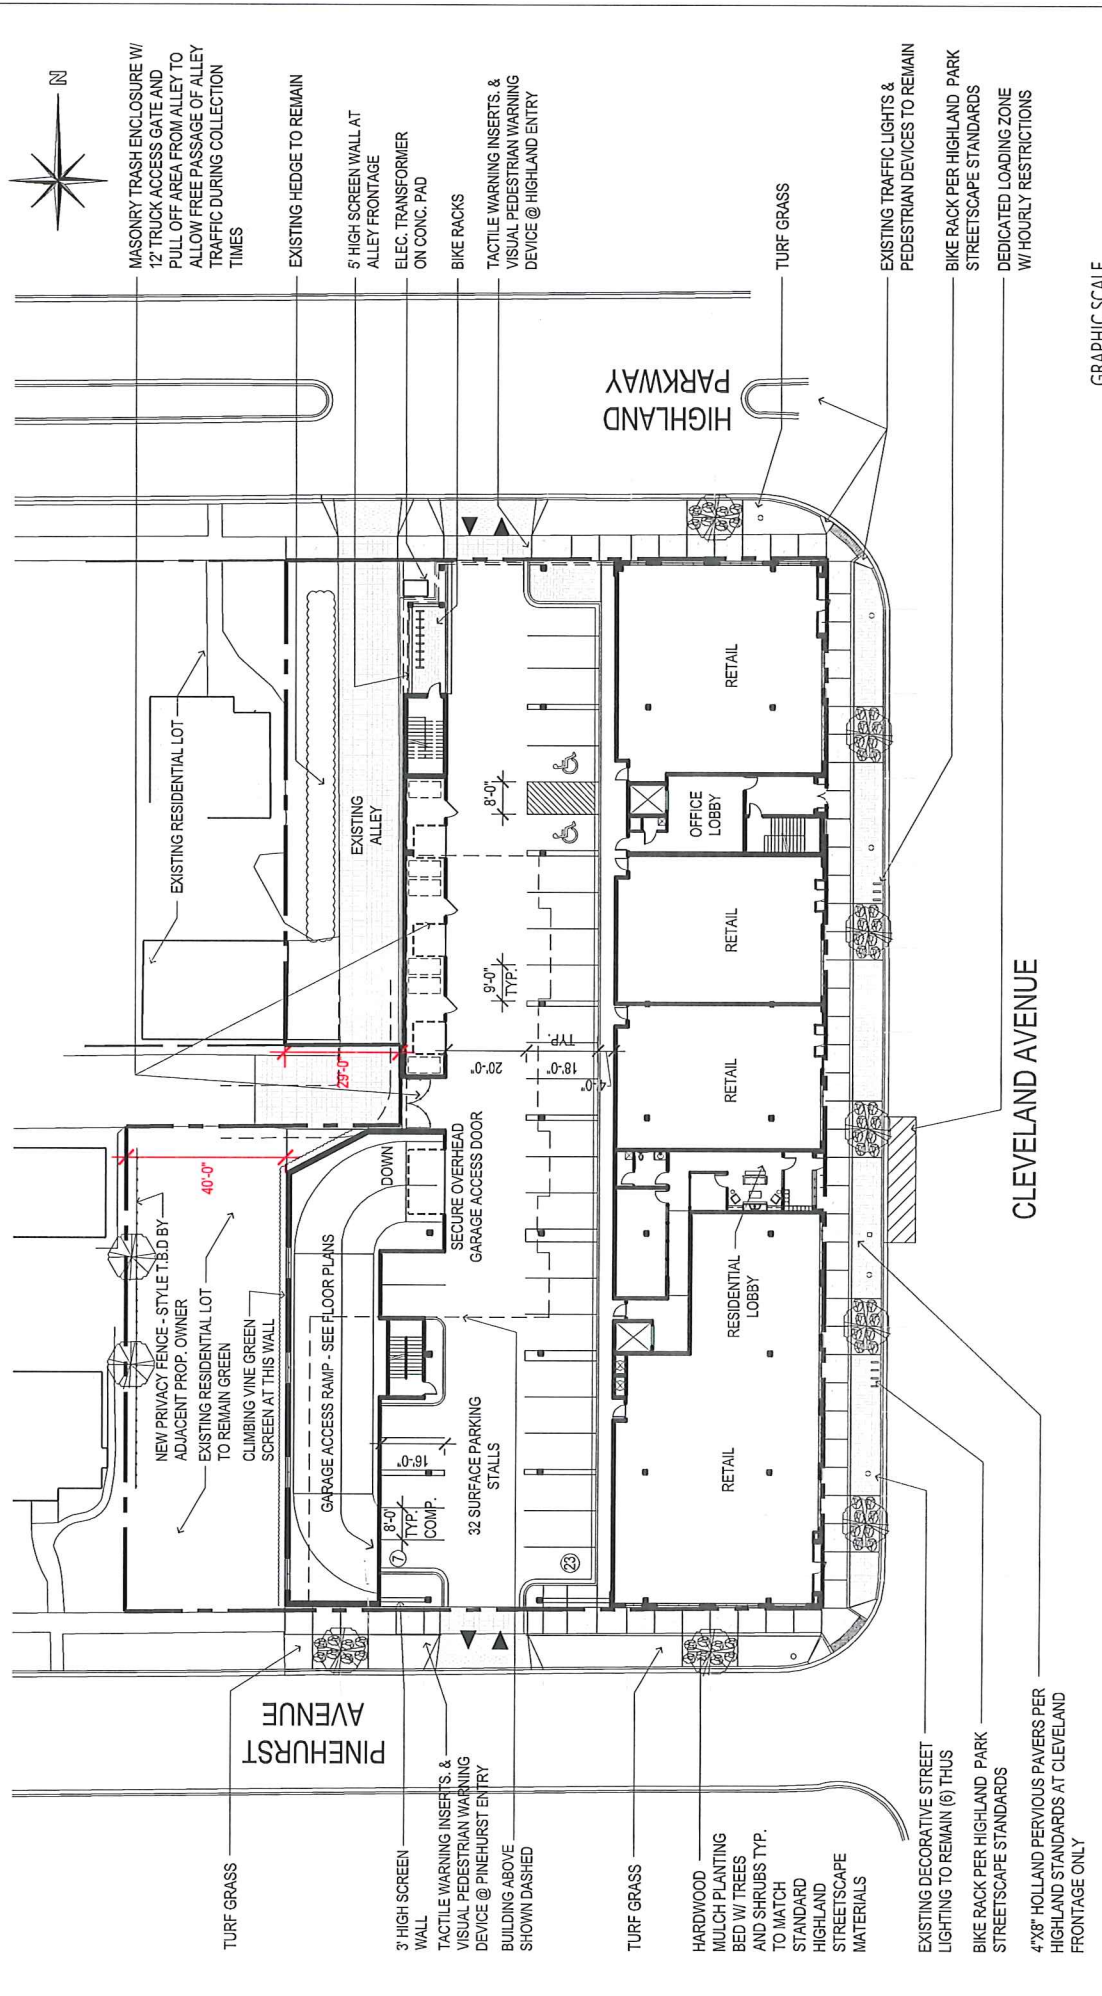 N
MASONRY TRASH ENCLOSURE W/
12' TRUCK ACCESS GATE AND
PULL OFF AREA FROM ALLEY TO
ALLOW FREE PASSAGE OF ALLEY
TRAFFIC DURING COLLECTION
TIMES
EXISTING HEDGE TO REMAIN
5' HIGH SCREEN WALL AT
ALLEY FRONTAGE
ELEC. TRANSFORMER
ON CONC. PAD
BIKE RACKS
TACTILE WARNING INSERTS. &
VISUAL PEDESTRIAN WARNING
DEVICE @ HIGHLAND ENTRY
TURF GRASS
EXISTING TRAFFIC LIGHTS &
PEDESTRIAN DEVICES TO REMAIN
BIKE RACK PER HIGHLAND PARK
STREETSCAPE STANDARDS
DEDICATED LOADING ZONE
W/ HOURLY RESTRICTIONS
GRAPHIC SCALE
HIGHLAND
PARKWAY
EXISTING RESIDENTIAL LOT
EXISTING
ALLEY
8'-0"
9'-0"
TYP.
29'-0"
20'-0"
TYP.
18'-0"
4'-0"
RETAIL
OFFICE
LOBBY
RETAIL
RETAIL
RESIDENTIAL
LOBBY
RETAIL
40'-0"
NEW PRIVACY FENCE - STYLE T.B.D BY
ADJACENT PROP. OWNER
EXISTING RESIDENTIAL LOT
TO REMAIN GREEN
CLIMBING VINE GREEN
SCREEN AT THIS WALL
GARAGE ACCESS RAMP - SEE FLOOR PLANS
DOWN
SECURE OVERHEAD
GARAGE ACCESS DOOR
16'-0"
8'-0'
TYP.
COMP.
7
32 SURFACE PARKING
STALLS
23
CLEVELAND AVENUE
PINEHURST
AVENUE
TURF GRASS
3' HIGH SCREEN
WALL
TACTILE WARNING INSERTS. &
VISUAL PEDESTRIAN WARNING
DEVICE @ PINEHURST ENTRY
BUILDING ABOVE
SHOWN DASHED
TURF GRASS
HARDWOOD
MULCH PLANTING
BED W/ TREES
AND SHRUBS TYP.
TO MATCH
STANDARD
HIGHLAND
STREETSCAPE
MATERIALS
EXISTING DECORATIVE STREET
LIGHTING TO REMAIN (6) THUS
BIKE RACK PER HIGHLAND PARK
STREETSCAPE STANDARDS
4"X8" HOLLAND PERVIOUS PAVERS PER
HIGHLAND STANDARDS AT CLEVELAND
FRONTAGE ONLY